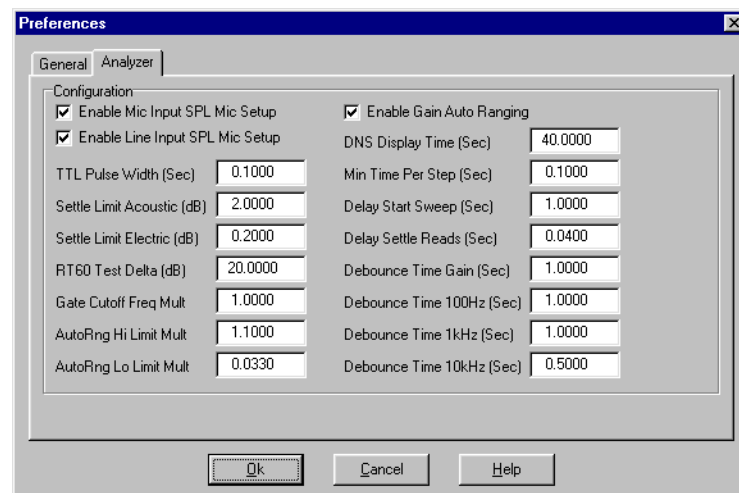 Preferences
General Analyzer
Configuration
Enable Mic Input SPL Mic Setup
Enable Line Input SPL Mic Setup
TTL Pulse Width (Sec) 0.1000
Settle Limit Acoustic (dB) 2.0000
Settle Limit Electric (dB) 0.2000
RT60 Test Delta (dB) 20.0000
Gate Cutoff Freq Mult 1.0000
AutoRng Hi Limit Mult 1.1000
AutoRng Lo Limit Mult 0.0330
Enable Gain Auto Ranging
DNS Display Time (Sec) 40.0000
Min Time Per Step (Sec) 0.1000
Delay Start Sweep (Sec) 1.0000
Delay Settle Reads (Sec) 0.0400
Debounce Time Gain (Sec) 1.0000
Debounce Time 100Hz (Sec) 1.0000
Debounce Time 1kHz (Sec) 1.0000
Debounce Time 10kHz (Sec) 0.5000
Ok Cancel Help